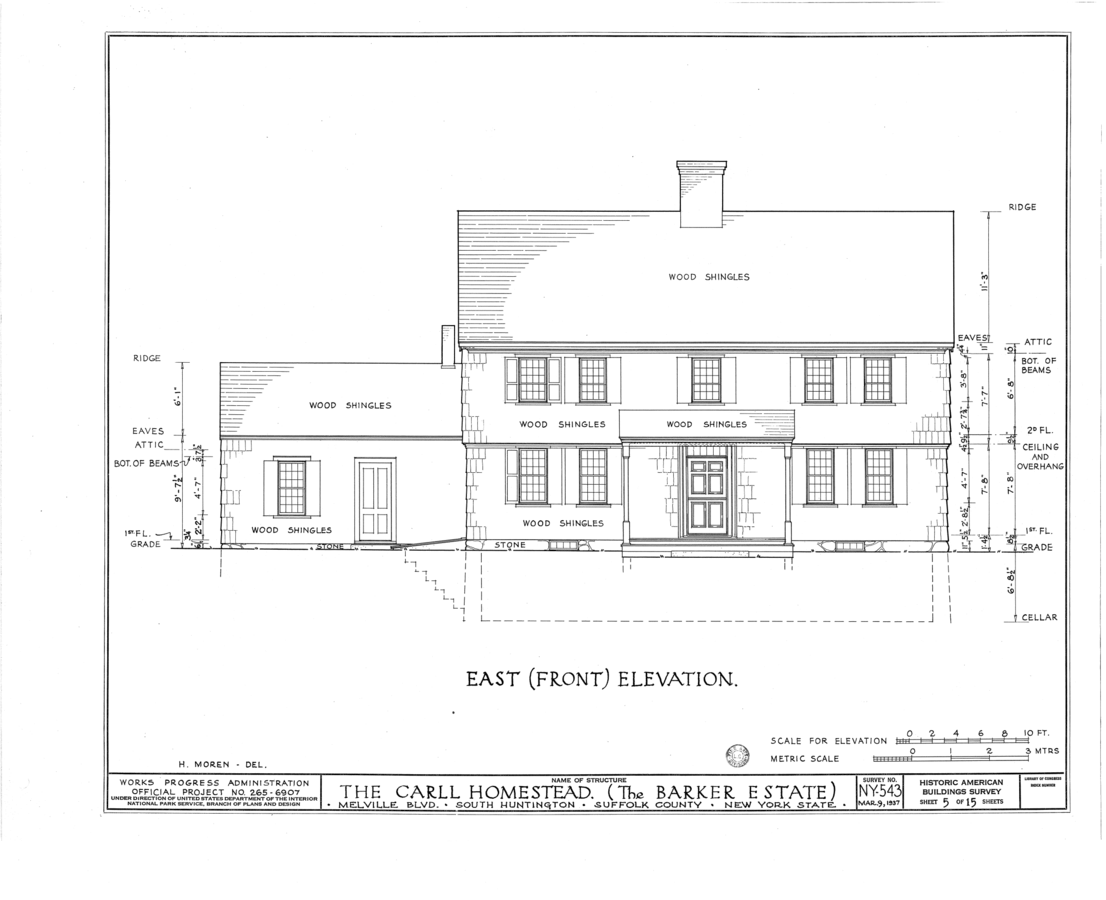 RIDGE
11'-3"
WOOD SHINGLES
EAVES
11"
ATTIC
10"
BOT. OF
BEAMS
3'-8"
7'-7"
6'-8"
RIDGE
6'-1"
WOOD SHINGLES
WOOD SHINGLES
WOOD SHINGLES
2D FL.
EAVES
ATTIC
CEILING
AND
OVERHANG
BOT. OF BEAMS
9'-7½"
4'-7"
4'-7"
7'-8"
7'-8"
WOOD SHINGLES
WOOD SHINGLES
2'-2"
2'-8½"
1ST. FL.
GRADE
STONE
STONE
1ST. FL.
GRADE
6'-8½"
CELLAR
EAST (FRONT) ELEVATION.
0 2 4 6 8 10 FT.
SCALE FOR ELEVATION
0 1 2 3 MTRS
METRIC SCALE
H. MOREN - DEL.
WORKS PROGRESS ADMINISTRATION
OFFICIAL PROJECT NO. 265-6907
UNDER DIRECTION OF UNITED STATES DEPARTMENT OF THE INTERIOR
NATIONAL PARK SERVICE, BRANCH OF PLANS AND DESIGN
NAME OF STRUCTURE
THE CARLL HOMESTEAD. (THE BARKER ESTATE)
• MELVILLE BLVD. • SOUTH HUNTINGTON • SUFFOLK COUNTY • NEW YORK STATE •
SURVEY NO.
NY-543
MAR. 9, 1937
HISTORIC AMERICAN
BUILDINGS SURVEY
SHEET 5 OF 15 SHEETS
LIBRARY OF CONGRESS
INDEX NUMBER